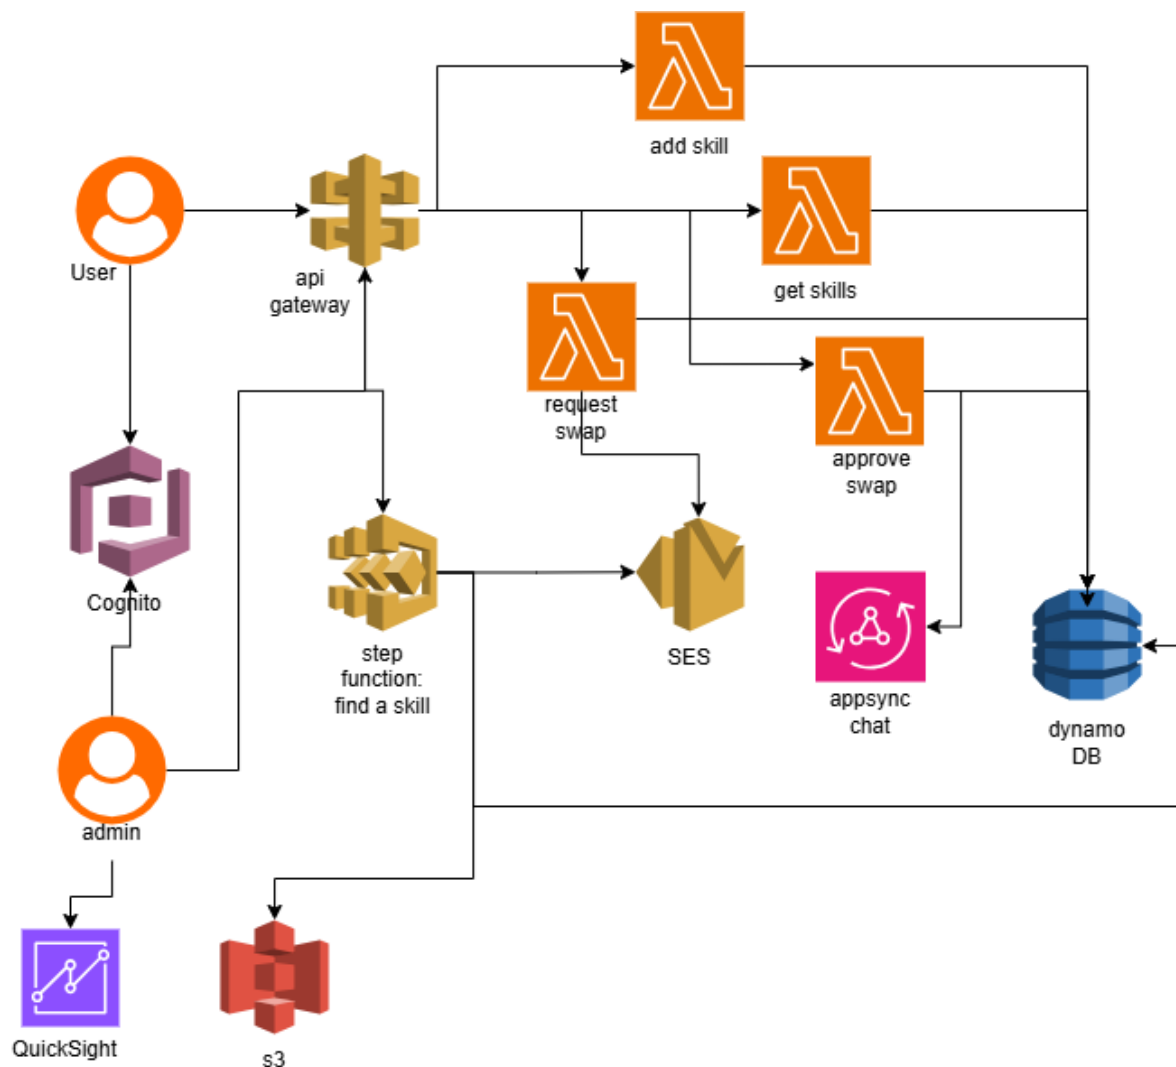 add skill
User
api
gateway
get skills
request
swap
approve
swap
Cognito
step
function:
find a skill
SES
appsync
chat
dynamo
DB
admin
QuickSight
s3